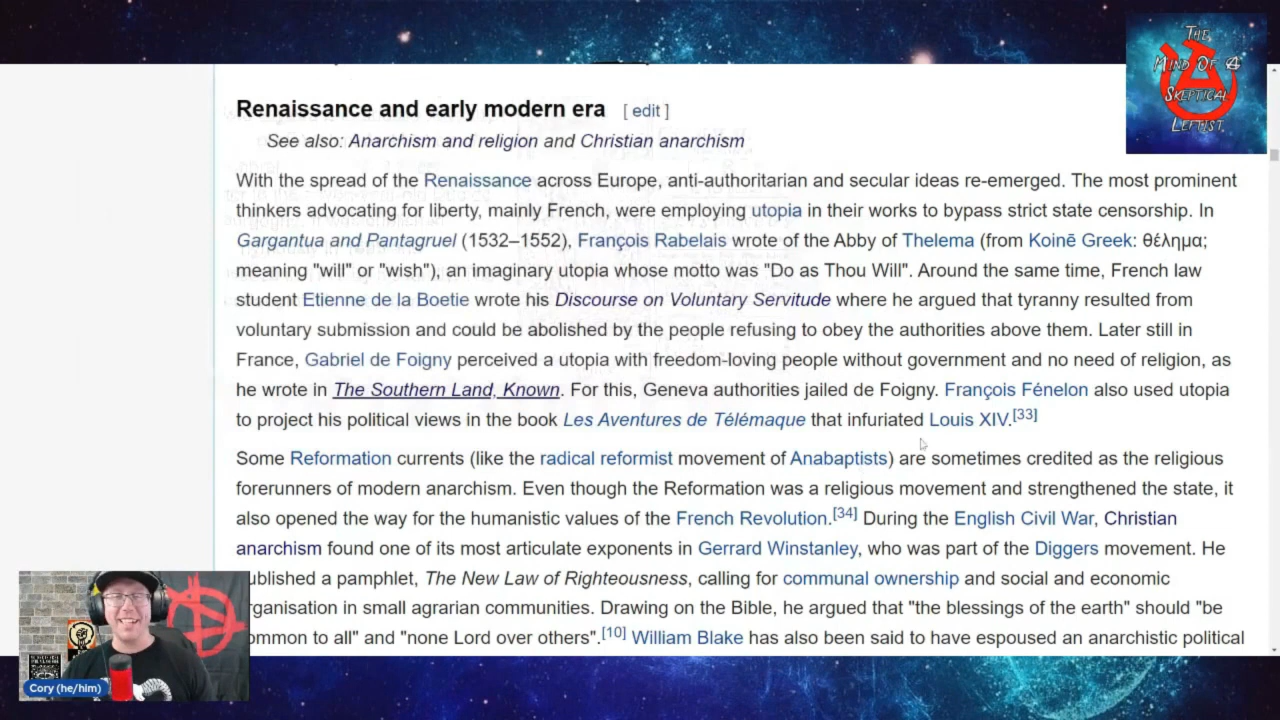 THE
MIND OF A
SKEPTICAL
LEFTIST
Renaissance and early modern era [ edit ]
See also: Anarchism and religion and Christian anarchism
With the spread of the Renaissance across Europe, anti-authoritarian and secular ideas re-emerged. The most prominent
thinkers advocating for liberty, mainly French, were employing utopia in their works to bypass strict state censorship. In
Gargantua and Pantagruel (1532–1552), François Rabelais wrote of the Abby of Thelema (from Koinē Greek: θέλημα;
meaning "will" or "wish"), an imaginary utopia whose motto was "Do as Thou Will". Around the same time, French law
student Etienne de la Boetie wrote his Discourse on Voluntary Servitude where he argued that tyranny resulted from
voluntary submission and could be abolished by the people refusing to obey the authorities above them. Later still in
France, Gabriel de Foigny perceived a utopia with freedom-loving people without government and no need of religion, as
he wrote in The Southern Land, Known. For this, Geneva authorities jailed de Foigny. François Fénelon also used utopia
to project his political views in the book Les Aventures de Télémaque that infuriated Louis XIV.[33]
Some Reformation currents (like the radical reformist movement of Anabaptists) are sometimes credited as the religious
forerunners of modern anarchism. Even though the Reformation was a religious movement and strengthened the state, it
also opened the way for the humanistic values of the French Revolution.[34] During the English Civil War, Christian
anarchism found one of its most articulate exponents in Gerrard Winstanley, who was part of the Diggers movement. He
ublished a pamphlet, The New Law of Righteousness, calling for communal ownership and social and economic
rganisation in small agrarian communities. Drawing on the Bible, he argued that "the blessings of the earth" should "be
ommon to all" and "none Lord over others".[10] William Blake has also been said to have espoused an anarchistic political
Cory (he/him)